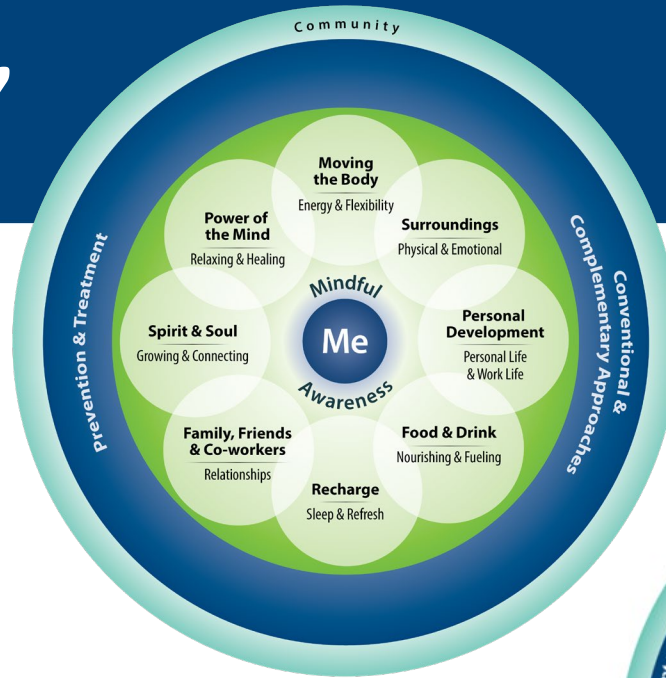 Community
Prevention & Treatment
Conventional &
Complementary Approaches
Moving
the Body
Energy & Flexibility
Surroundings
Physical & Emotional
Personal
Development
Personal Life
& Work Life
Food & Drink
Nourishing & Fueling
Recharge
Sleep & Refresh
Family, Friends
& Co-workers
Relationships
Spirit & Soul
Growing & Connecting
Power of
the Mind
Relaxing & Healing
Mindful
Me
Awareness